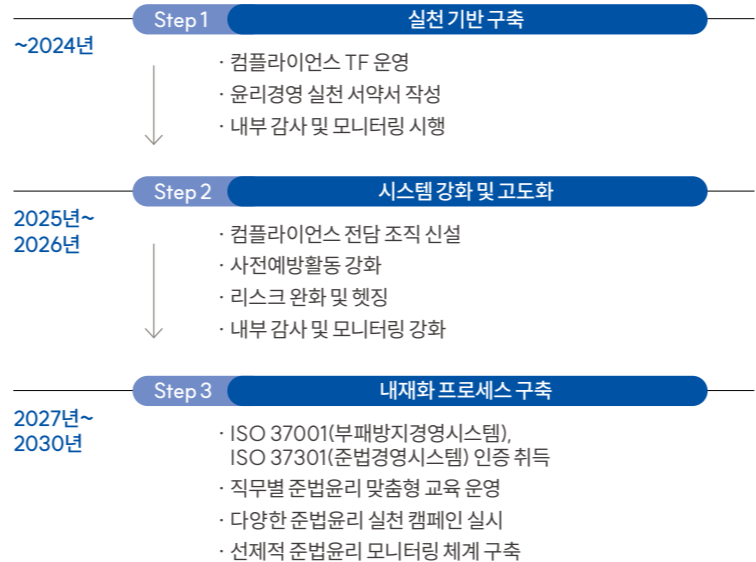 Step 1 실천 기반 구축
~2024년
· 컴플라이언스 TF 운영
· 윤리경영 실천 서약서 작성
· 내부 감사 및 모니터링 시행
Step 2 시스템 강화 및 고도화
2025년~
2026년
· 컴플라이언스 전담 조직 신설
· 사전예방활동 강화
· 리스크 완화 및 헷징
· 내부 감사 및 모니터링 강화
Step 3 내재화 프로세스 구축
2027년~
2030년
· ISO 37001(부패방지경영시스템),
ISO 37301(준법경영시스템) 인증 취득
· 직무별 준법윤리 맞춤형 교육 운영
· 다양한 준법윤리 실천 캠페인 실시
· 선제적 준법윤리 모니터링 체계 구축